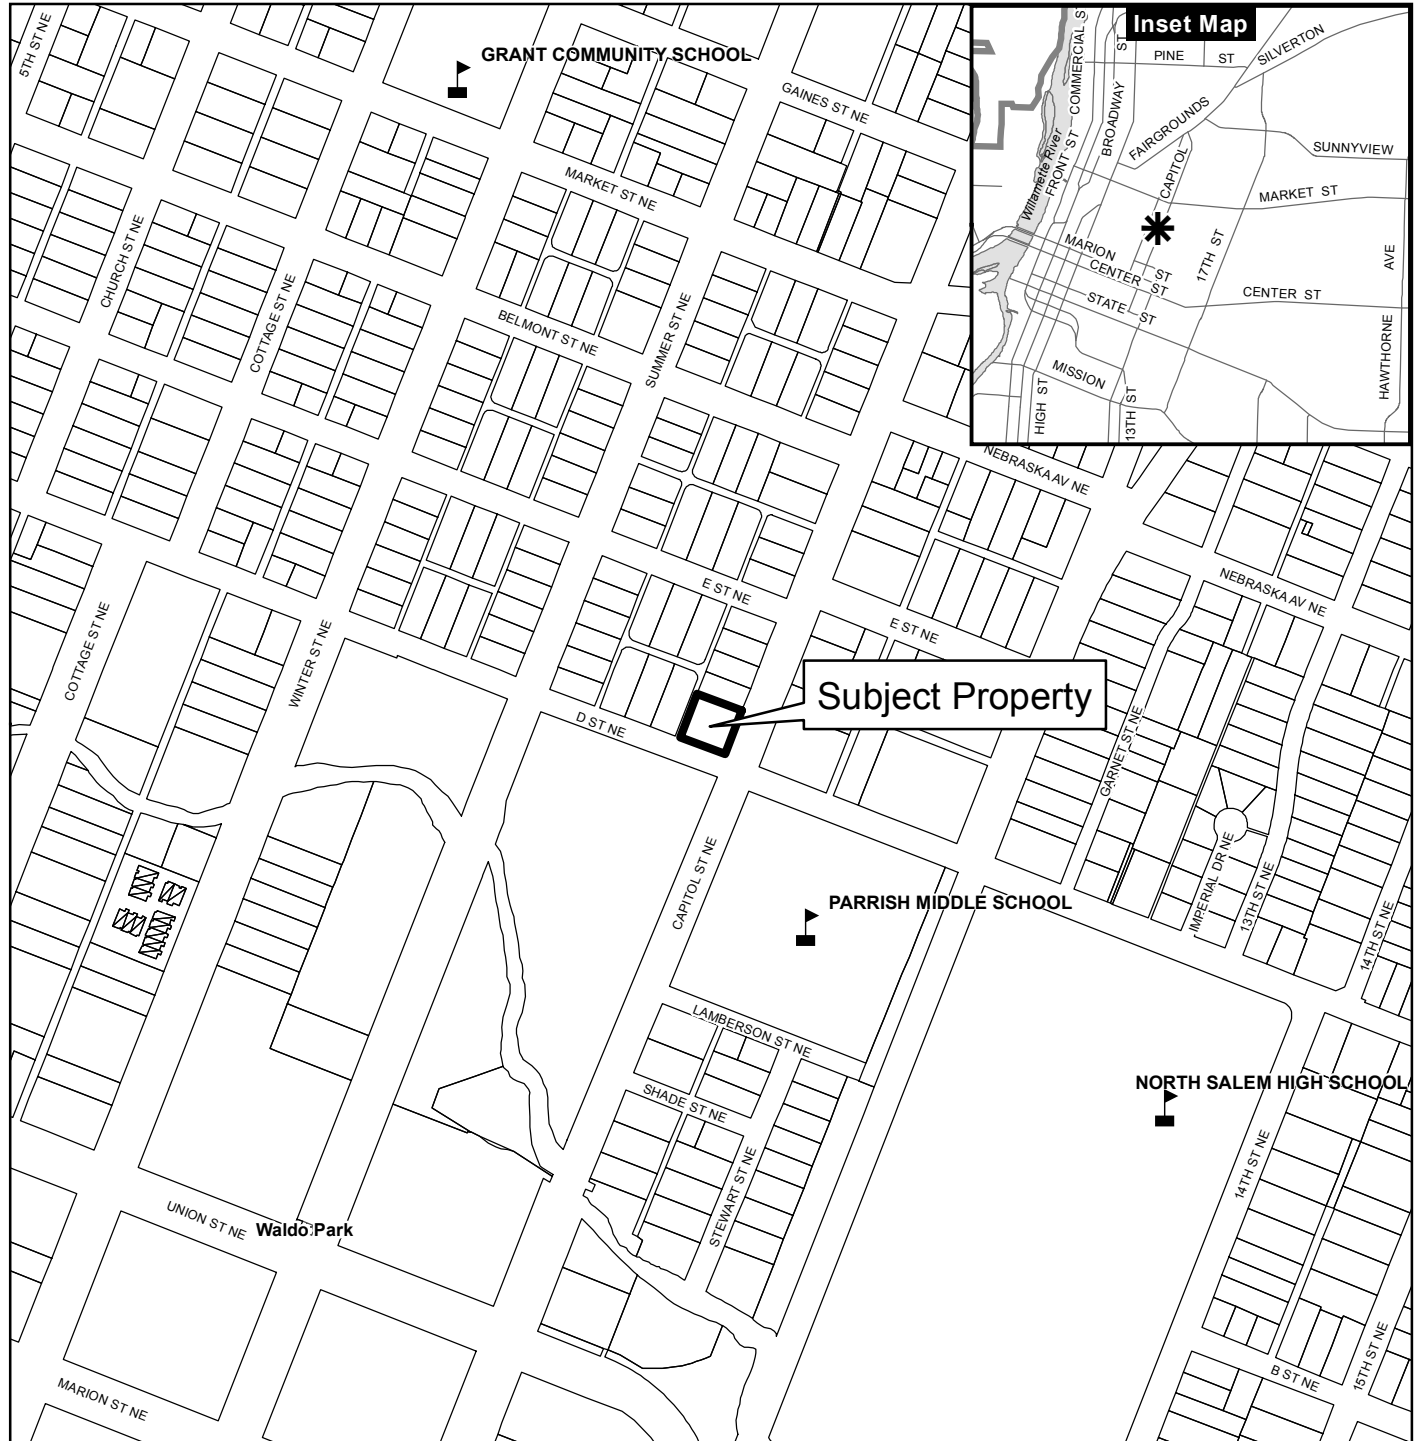 5TH ST NE
GRANT COMMUNITY SCHOOL
GAINES ST NE
MARKET ST NE
CHURCH ST NE
COTTAGE ST NE
BELMONT ST NE
SUMMER ST NE
Inset Map
PINE ST
SILVERTON
COMMERCIAL S
ST
BROADWAY
FAIRGROUNDS
SUNNYVIEW
Willamette River
FRONT ST
CAPITOL
MARKET ST
17TH ST
MARION ST
CENTER ST
CENTER ST
AVE
STATE ST
HAWTHORNE
MISSION
HIGH ST
13TH ST
NEBRASKA AV NE
NEBRASKA AV NE
E ST NE
E ST NE
COTTAGE ST NE
WINTER ST NE
Subject Property
D ST NE
GARNET ST NE
CAPITOL ST NE
IMPERIAL DR NE
13TH ST NE
14TH ST NE
PARRISH MIDDLE SCHOOL
LAMBERSON ST NE
SHADE ST NE
STEWART ST NE
NORTH SALEM HIGH SCHOOL
14TH ST NE
UNION ST NE
Waldo Park
MARION ST NE
B ST NE
15TH ST NE